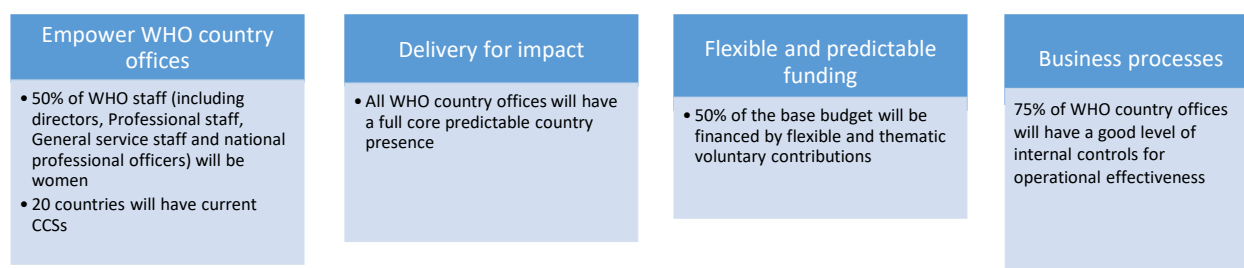 Empower WHO country
offices
• 50% of WHO staff (including
directors, Professional staff,
General service staff and national
professional officers) will be
women
• 20 countries will have current
CCSs
Delivery for impact
• All WHO country offices will have
a full core predictable country
presence
Flexible and predictable
funding
• 50% of the base budget will be
financed by flexible and thematic
voluntary contributions
Business processes
75% of WHO country offices
will have a good level of
internal controls for
operational effectiveness